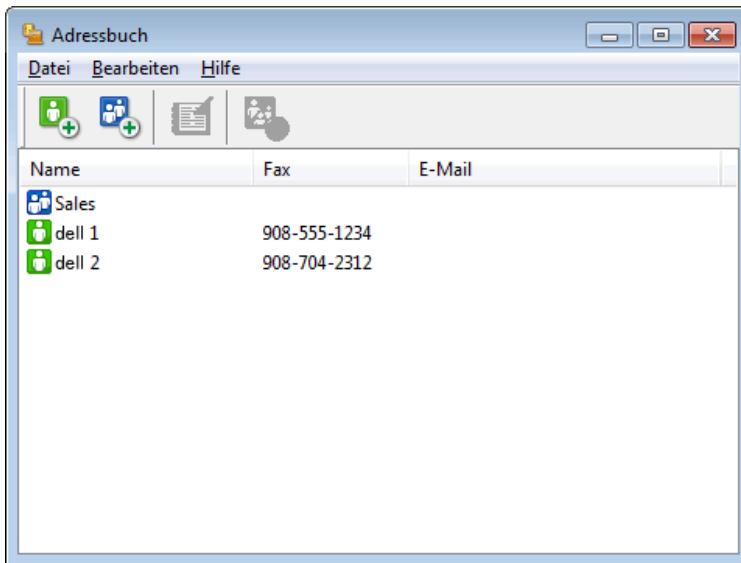 Adressbuch
Datei Bearbeiten Hilfe
Name Fax E-Mail
Sales
dell 1 908-555-1234
dell 2 908-704-2312